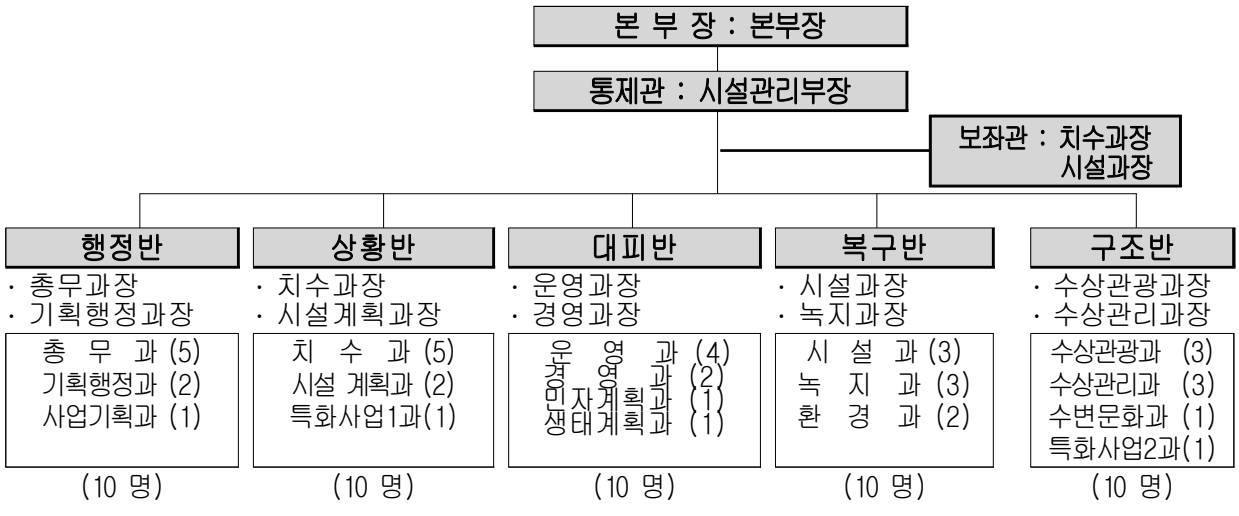 본 부 장 : 본부장
통제관 : 시설관리부장
보좌관 : 치수과장
시설과장
행정반
· 총무과장
· 기획행정과장
총 무 과 (5)
기획행정과 (2)
사업기획과 (1)
(10 명)
상황반
· 치수과장
· 시설계획과장
치 수 과 (5)
시설 계획과 (2)
특화사업1과(1)
(10 명)
대피반
· 운영과장
· 경영과장
운 영 과 (4)
경 영 과 (2)
민자계획과 (1)
생태계획과 (1)
(10 명)
복구반
· 시설과장
· 녹지과장
시 설 과 (3)
녹 지 과 (3)
환 경 과 (2)
(10 명)
구조반
· 수상관광과장
· 수상관리과장
수상관광과 (3)
수상관리과 (3)
수변문화과 (1)
특화사업2과(1)
(10 명)